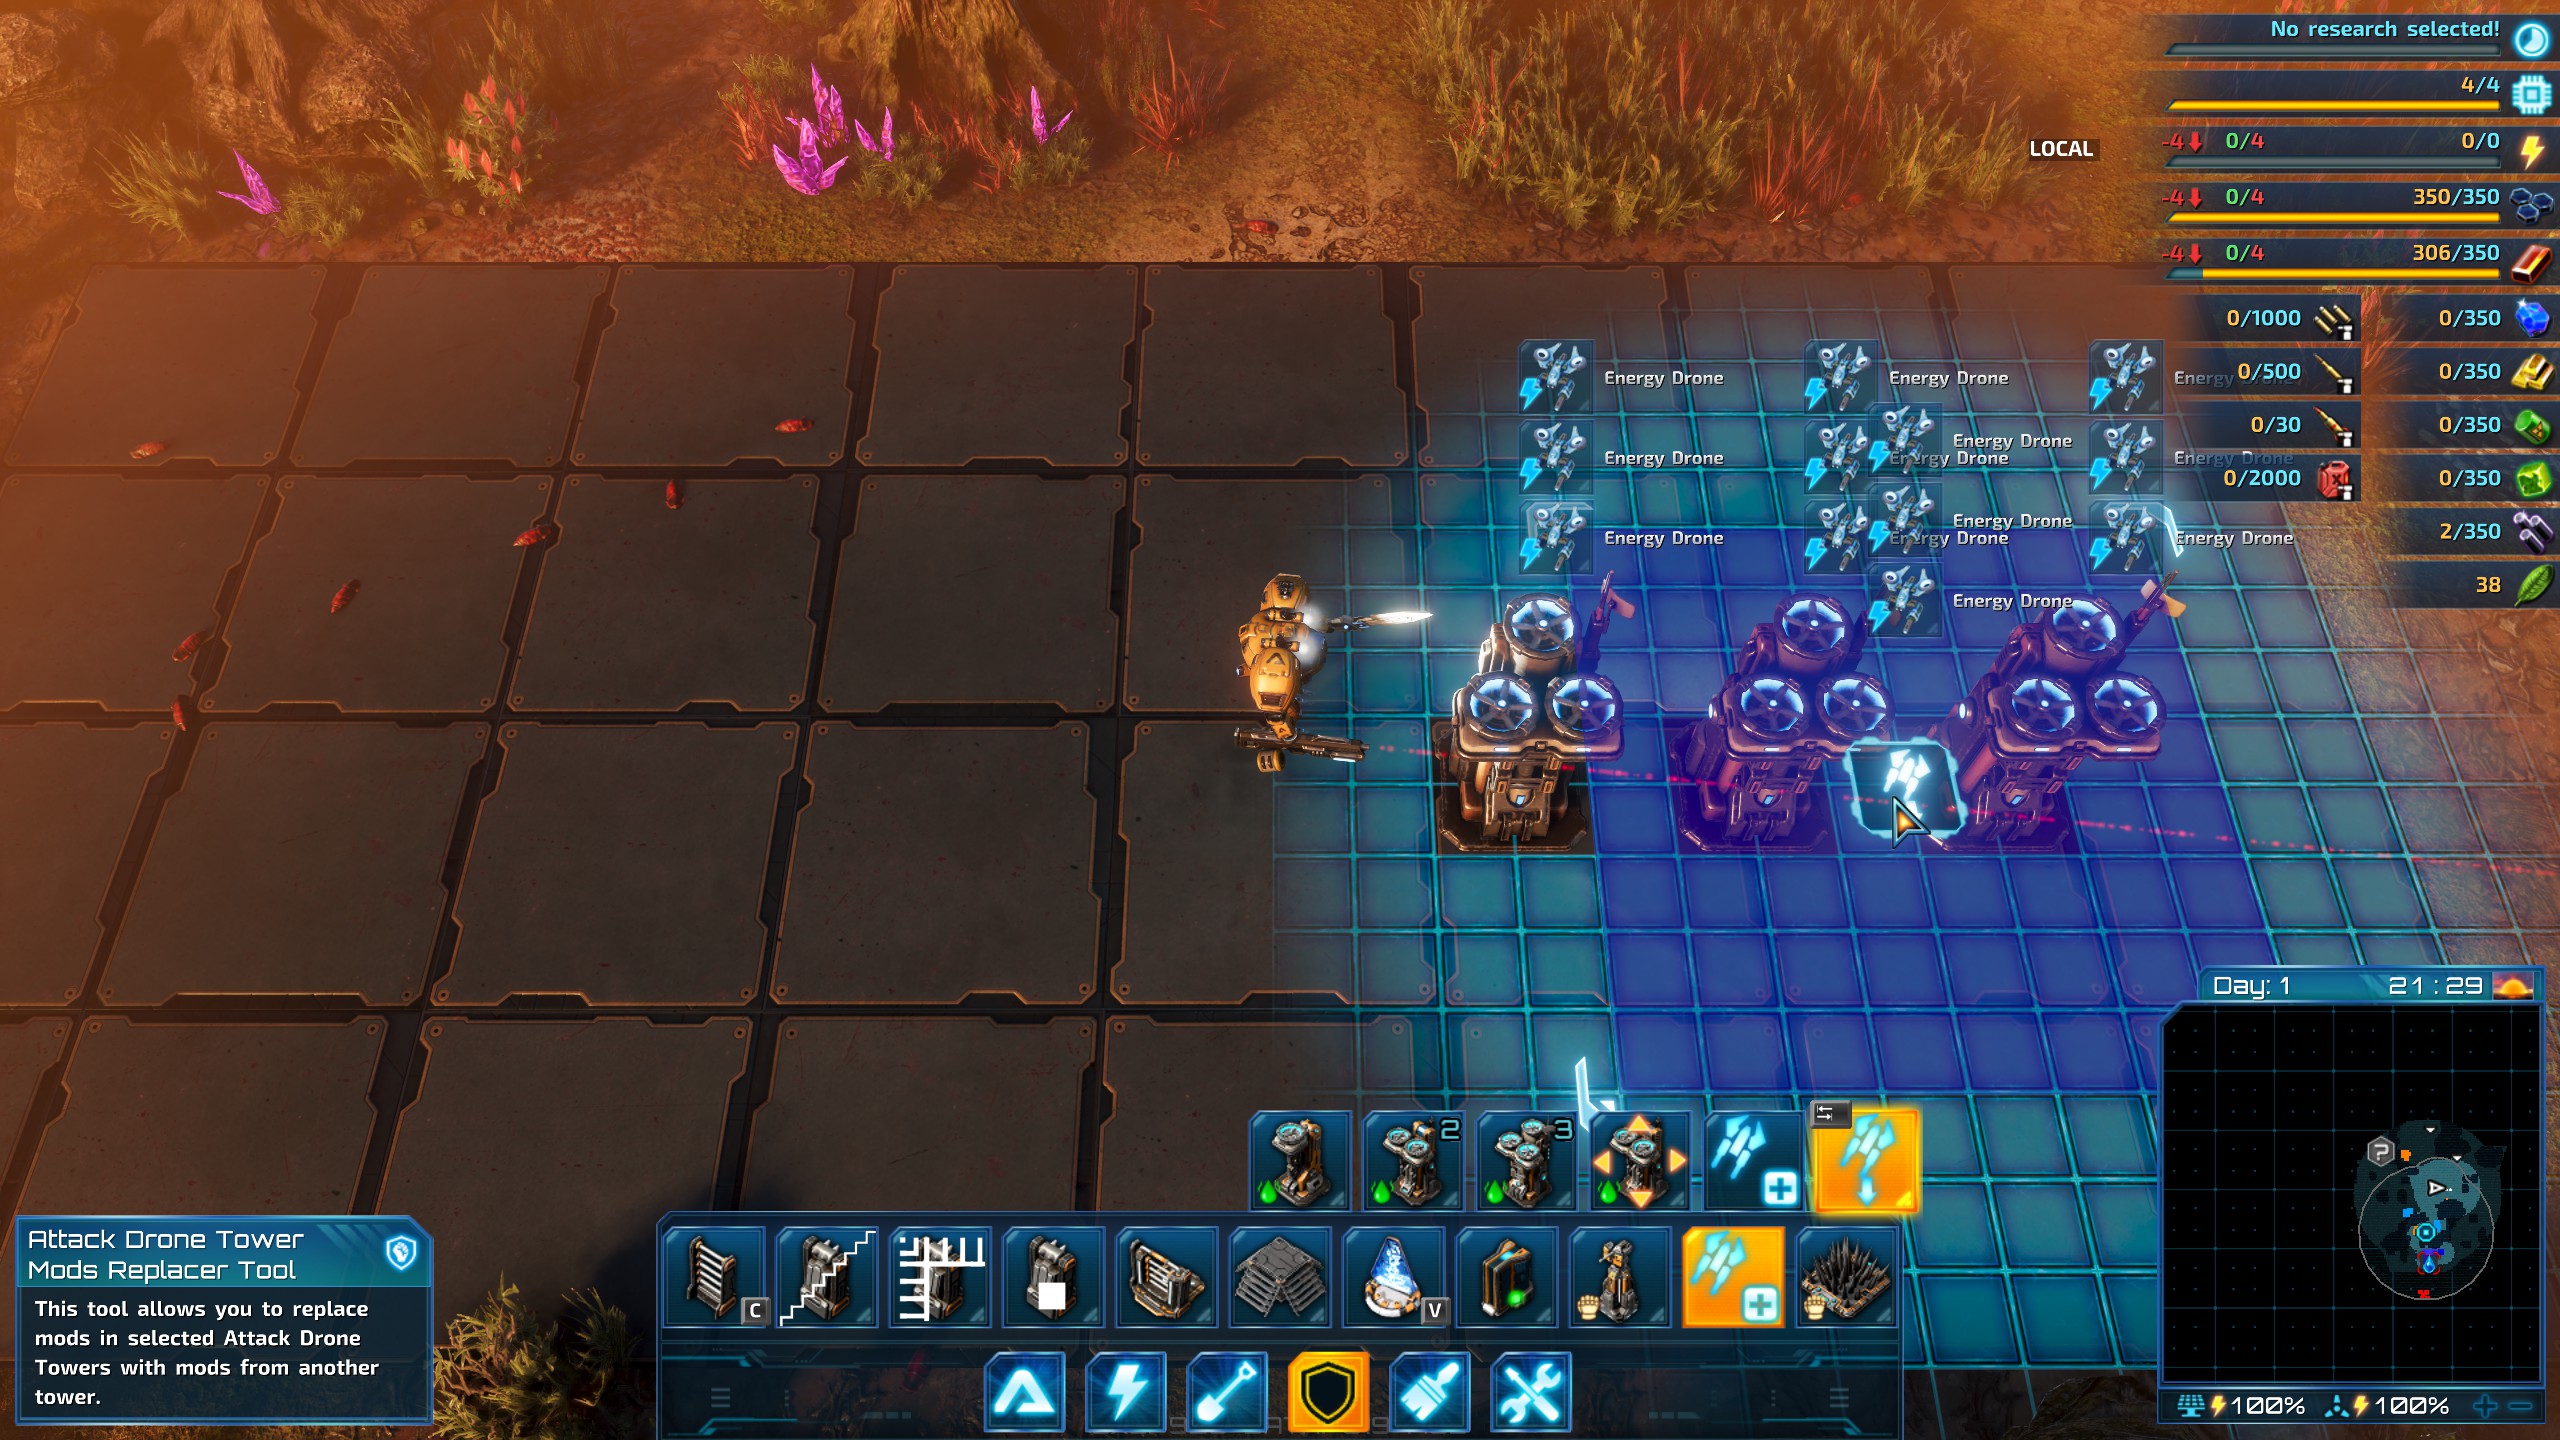 No research selected!
4/4
LOCAL
-4 0/4 0/0
-4 0/4 350/350
-4 0/4 306/350
0/1000 0/350
0/500 0/350
0/30 0/350
0/2000 0/350
2/350
38
Energy Drone
Energy Drone
Energy Drone
Energy Drone
Energy Drone
Energy Drone
Energy Drone
Energy Drone
Energy Drone
Energy Drone
Energy Drone
Energy Drone
Day: 1 21:29
2
3
C
V
Attack Drone Tower
Mods Replacer Tool
This tool allows you to replace
mods in selected Attack Drone
Towers with mods from another
tower.
100% 100%